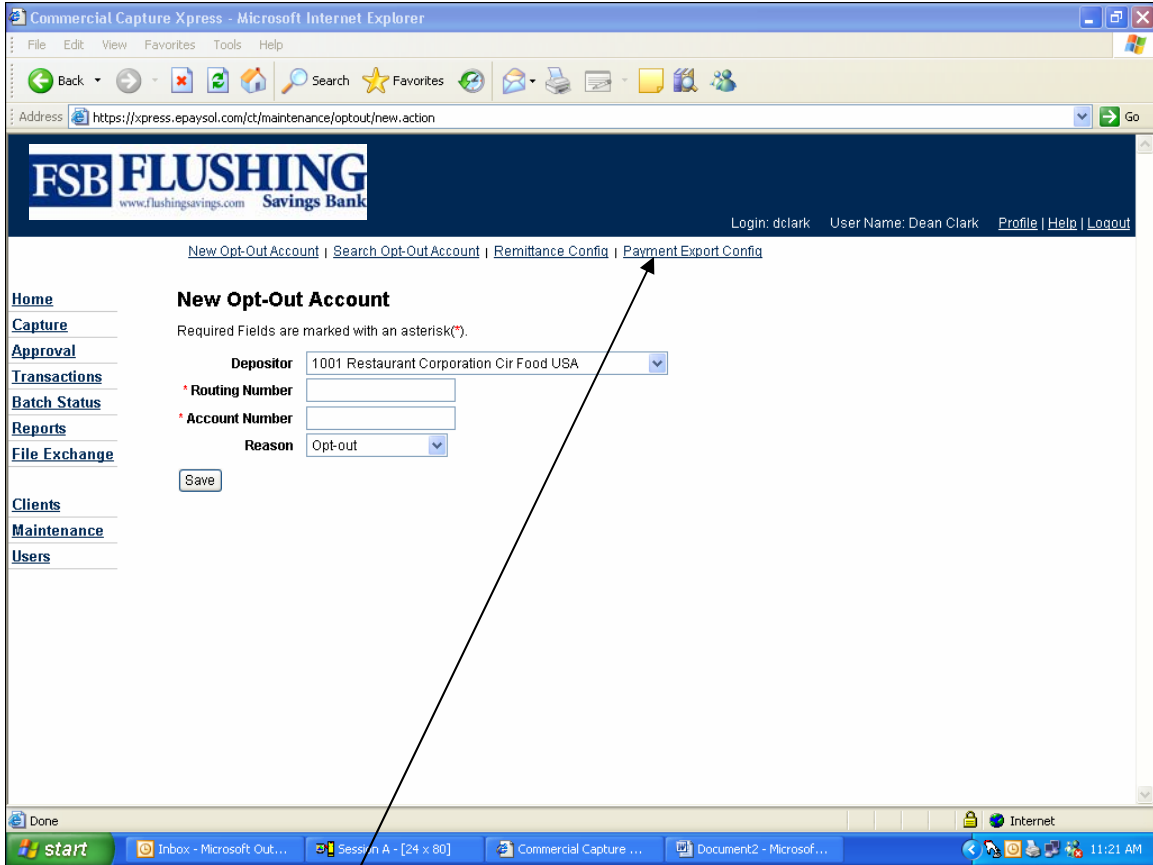 Commercial Capture Xpress - Microsoft Internet Explorer
File Edit View Favorites Tools Help
Back Search Favorites
Address https://xpress.epaysol.com/ct/maintenance/optout/new.action Go
FSB FLUSHING
www.flushingsavings.com Savings Bank
Login: dclark User Name: Dean Clark Profile | Help | Logout
New Opt-Out Account | Search Opt-Out Account | Remittance Config | Payment Export Config
Home
Capture
Approval
Transactions
Batch Status
Reports
File Exchange
Clients
Maintenance
Users
New Opt-Out Account
Required Fields are marked with an asterisk(*).
Depositor 1001 Restaurant Corporation Cir Food USA
* Routing Number
* Account Number
Reason Opt-out
Save
Done Internet
start Inbox - Microsoft Out... Session A - [24 x 80] Commercial Capture ... Document2 - Microsof... 11:21 AM